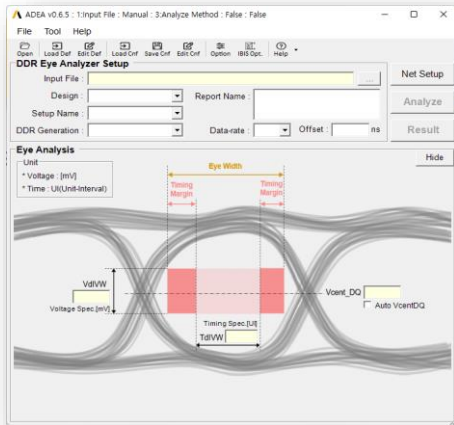 ADEA v0.6.5 : 1:Input File : Manual : 3:Analyze Method : False : False
File Tool Help
Open Load Def Edit Def Load Cnf Save Cnf Edit Cnf Option IBIS Opt. Help
DDR Eye Analyzer Setup
Input File : ... Net Setup
Design : Report Name : Analyze
Setup Name :
DDR Generation : Data-rate : Offset : ns Result
Eye Analysis
Hide
Unit
* Voltage : [mV]
* Time : UI(Unit-Interval)
Eye Width
Timing Margin Timing Margin
VdIVW
Voltage Spec.[mV]
Vcent_DQ
Auto VcentDQ
Timing Spec.[UI]
TdIVW